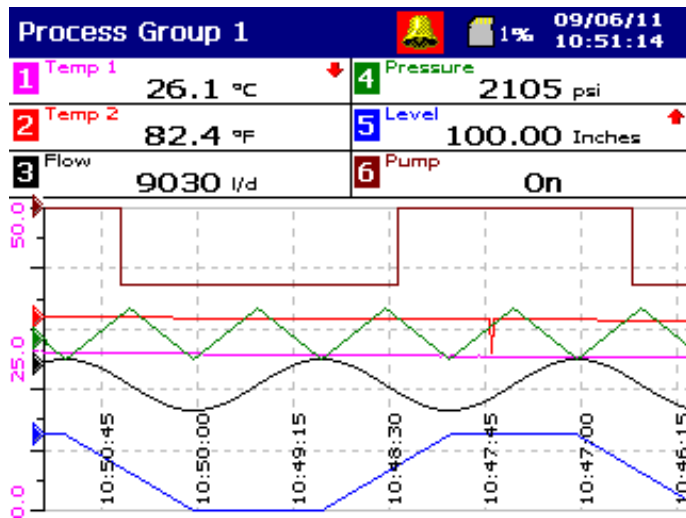 Process Group 1
1%
09/06/11
10:51:14
1 Temp 1
26.1 °C
4 Pressure
2105 psi
2 Temp 2
82.4 °F
5 Level
100.00 Inches
3 Flow
9030 l/d
6 Pump
On
50.0
25.0
0.0
10:50:45
10:50:00
10:49:15
10:48:30
10:47:45
10:47:00
10:46:15